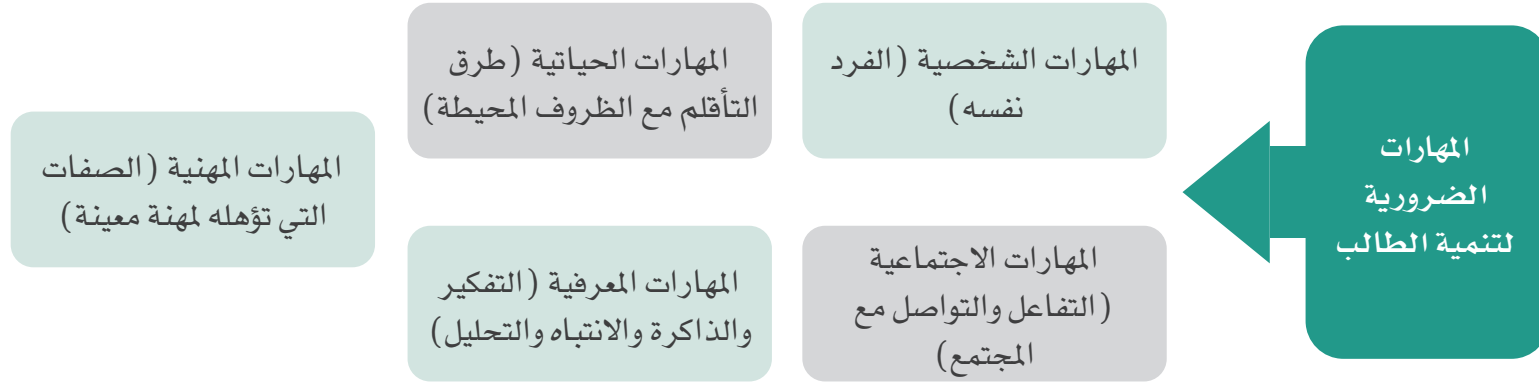 المهارات
الضرورية
لتنمية الطالب
المهارات الشخصية (الفرد
نفسه)
المهارات الاجتماعية
(التفاعل والتواصل مع
المجتمع)
المهارات الحياتية (طرق
التأقلم مع الظروف المحيطة)
المهارات المعرفية (التفكير
والذاكرة والانتباه والتحليل)
المهارات المهنية (الصفات
التي تؤهله لمهنة معينة)